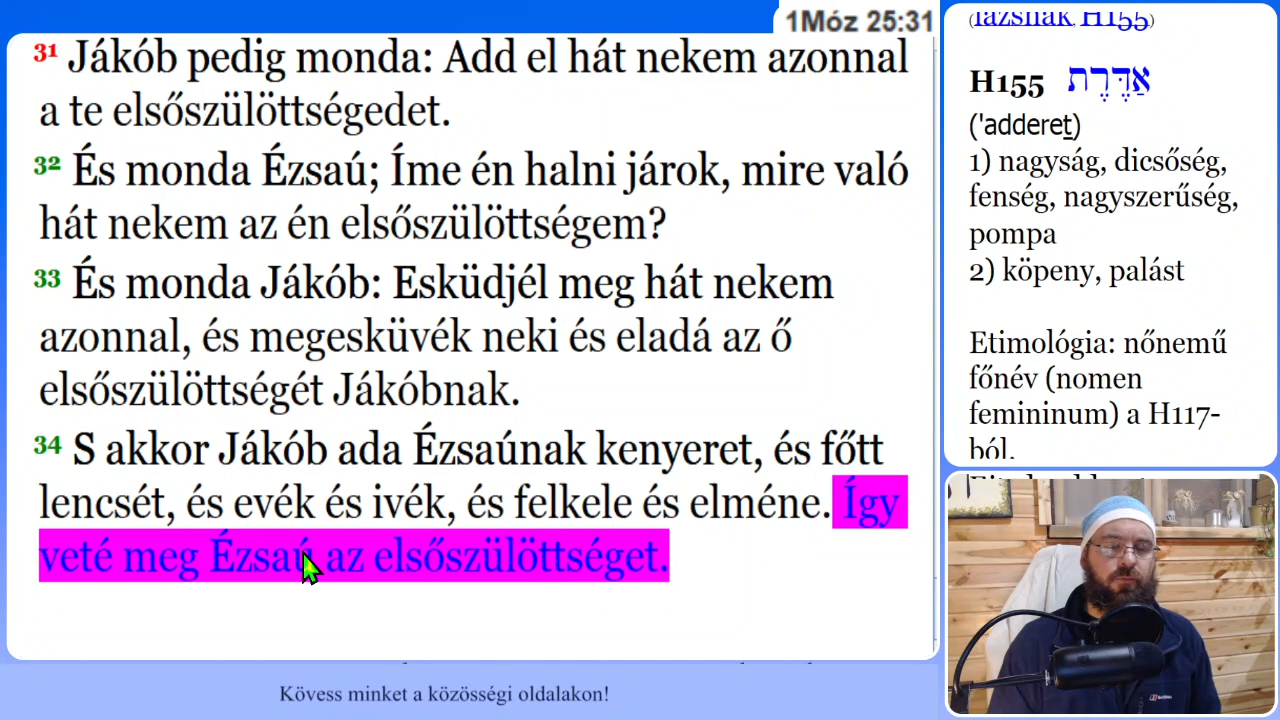 1Móz 25:31
31 Jákób pedig monda: Add el hát nekem azonnal
a te elsőszülöttségedet.
32 És monda Ézsaú; Íme én halni járok, mire való
hát nekem az én elsőszülöttségem?
33 És monda Jákób: Esküdjél meg hát nekem
azonnal, és megesküvék neki és eladá az ő
elsőszülöttségét Jákóbnak.
34 S akkor Jákób ada Ézsaúnak kenyeret, és főtt
lencsét, és evék és ivék, és felkele és elméne. Így
veté meg Ézsaú az elsőszülöttséget.
H155)
H155 אַדֶּרֶת
('adderet̲)
1) nagyság, dicsőség,
fenség, nagyszerűség,
pompa
2) köpeny, palást
Etimológia: nőnemű
főnév (nomen
femininum) a H117-
ból.
Kövess minket a közösségi oldalakon!